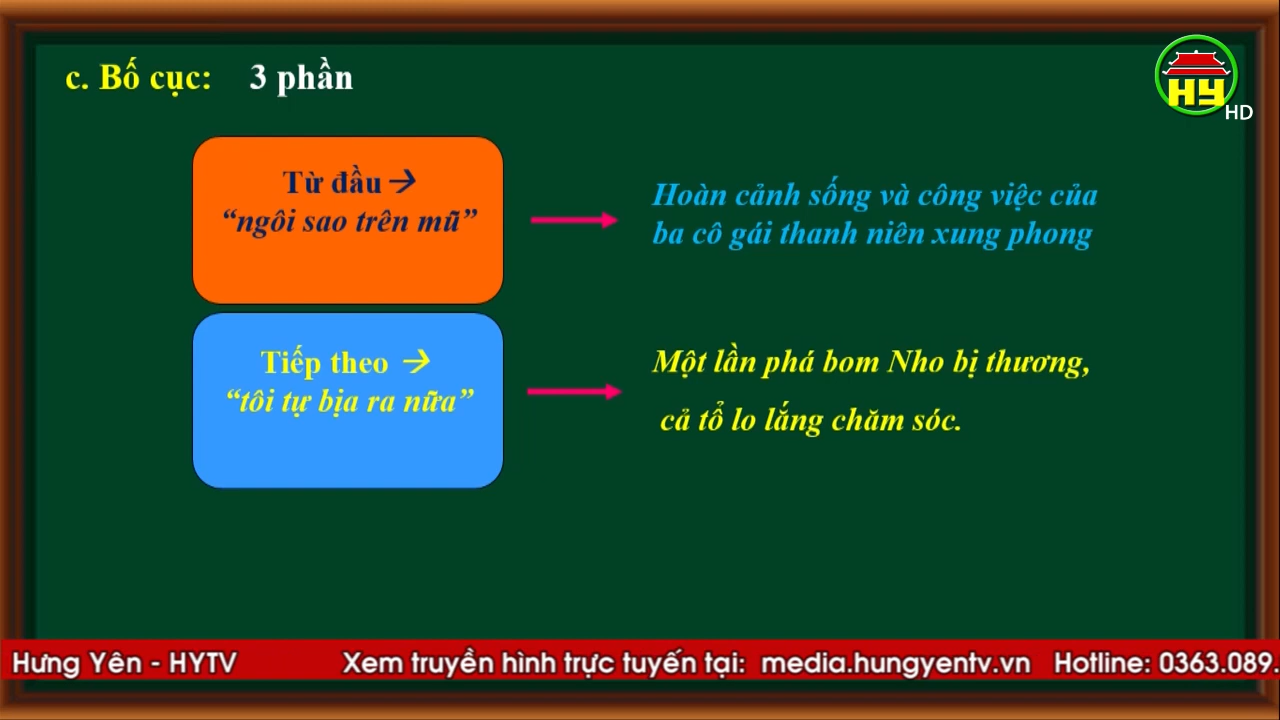 c. Bố cục: 3 phần
HY
HD
Từ đầu →
“ngôi sao trên mũ”
Hoàn cảnh sống và công việc của
ba cô gái thanh niên xung phong
Tiếp theo →
“tôi tự bịa ra nữa”
Một lần phá bom Nho bị thương,
cả tổ lo lắng chăm sóc.
Hưng Yên - HYTV Xem truyền hình trực tuyến tại: media.hungyentv.vn Hotline: 0363.089.